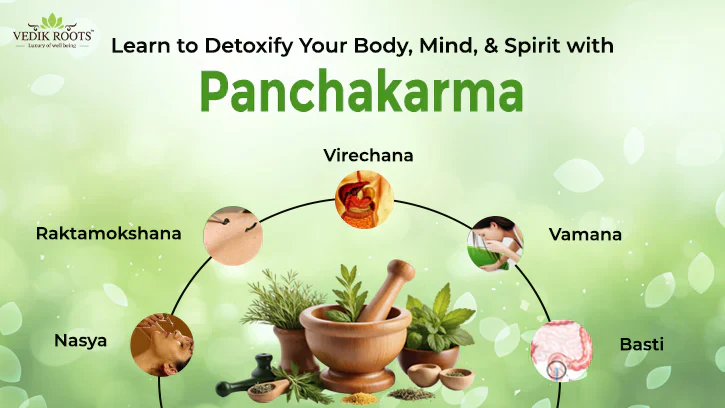 VEDIK ROOTS
Luxury of well being
Learn to Detoxify Your Body, Mind, & Spirit with
Panchakarma
Virechana
Raktamokshana
Vamana
Nasya
Basti